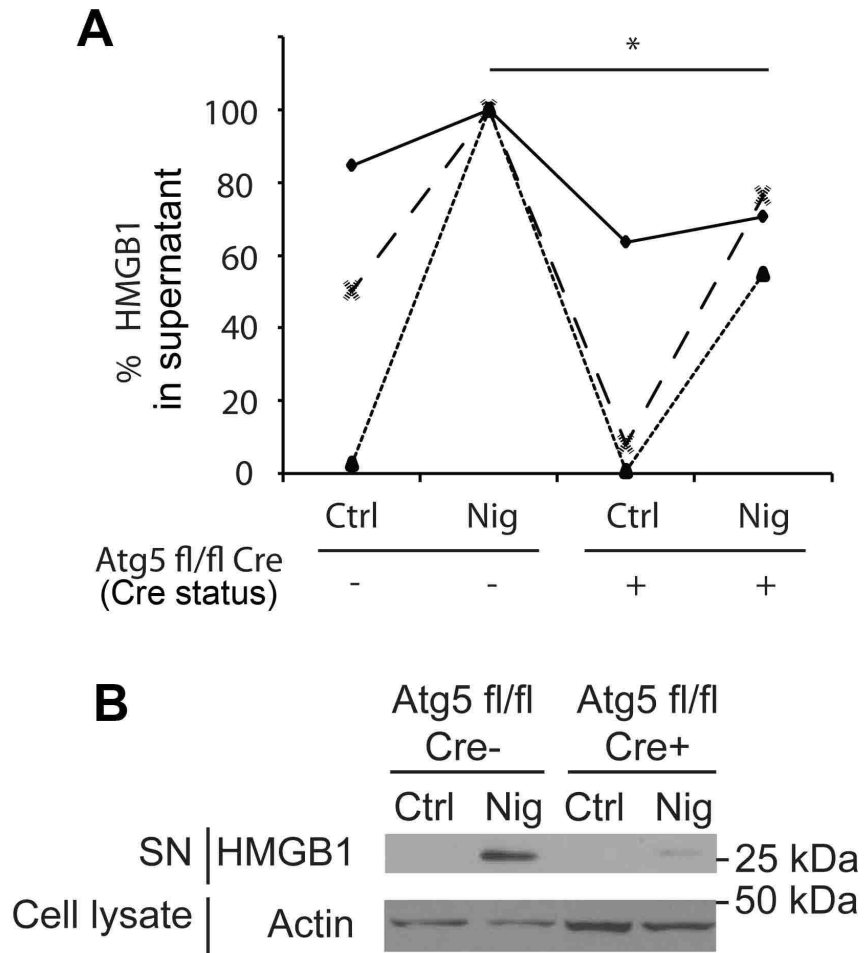 A
*
% HMGB1
in supernatant
100
80
60
40
20
0
Ctrl Nig Ctrl Nig
Atg5 fl/fl Cre
(Cre status) - - + +
B
Atg5 fl/fl Atg5 fl/fl
Cre- Cre+
Ctrl Nig Ctrl Nig
SN HMGB1 25 kDa
50 kDa
Cell lysate Actin